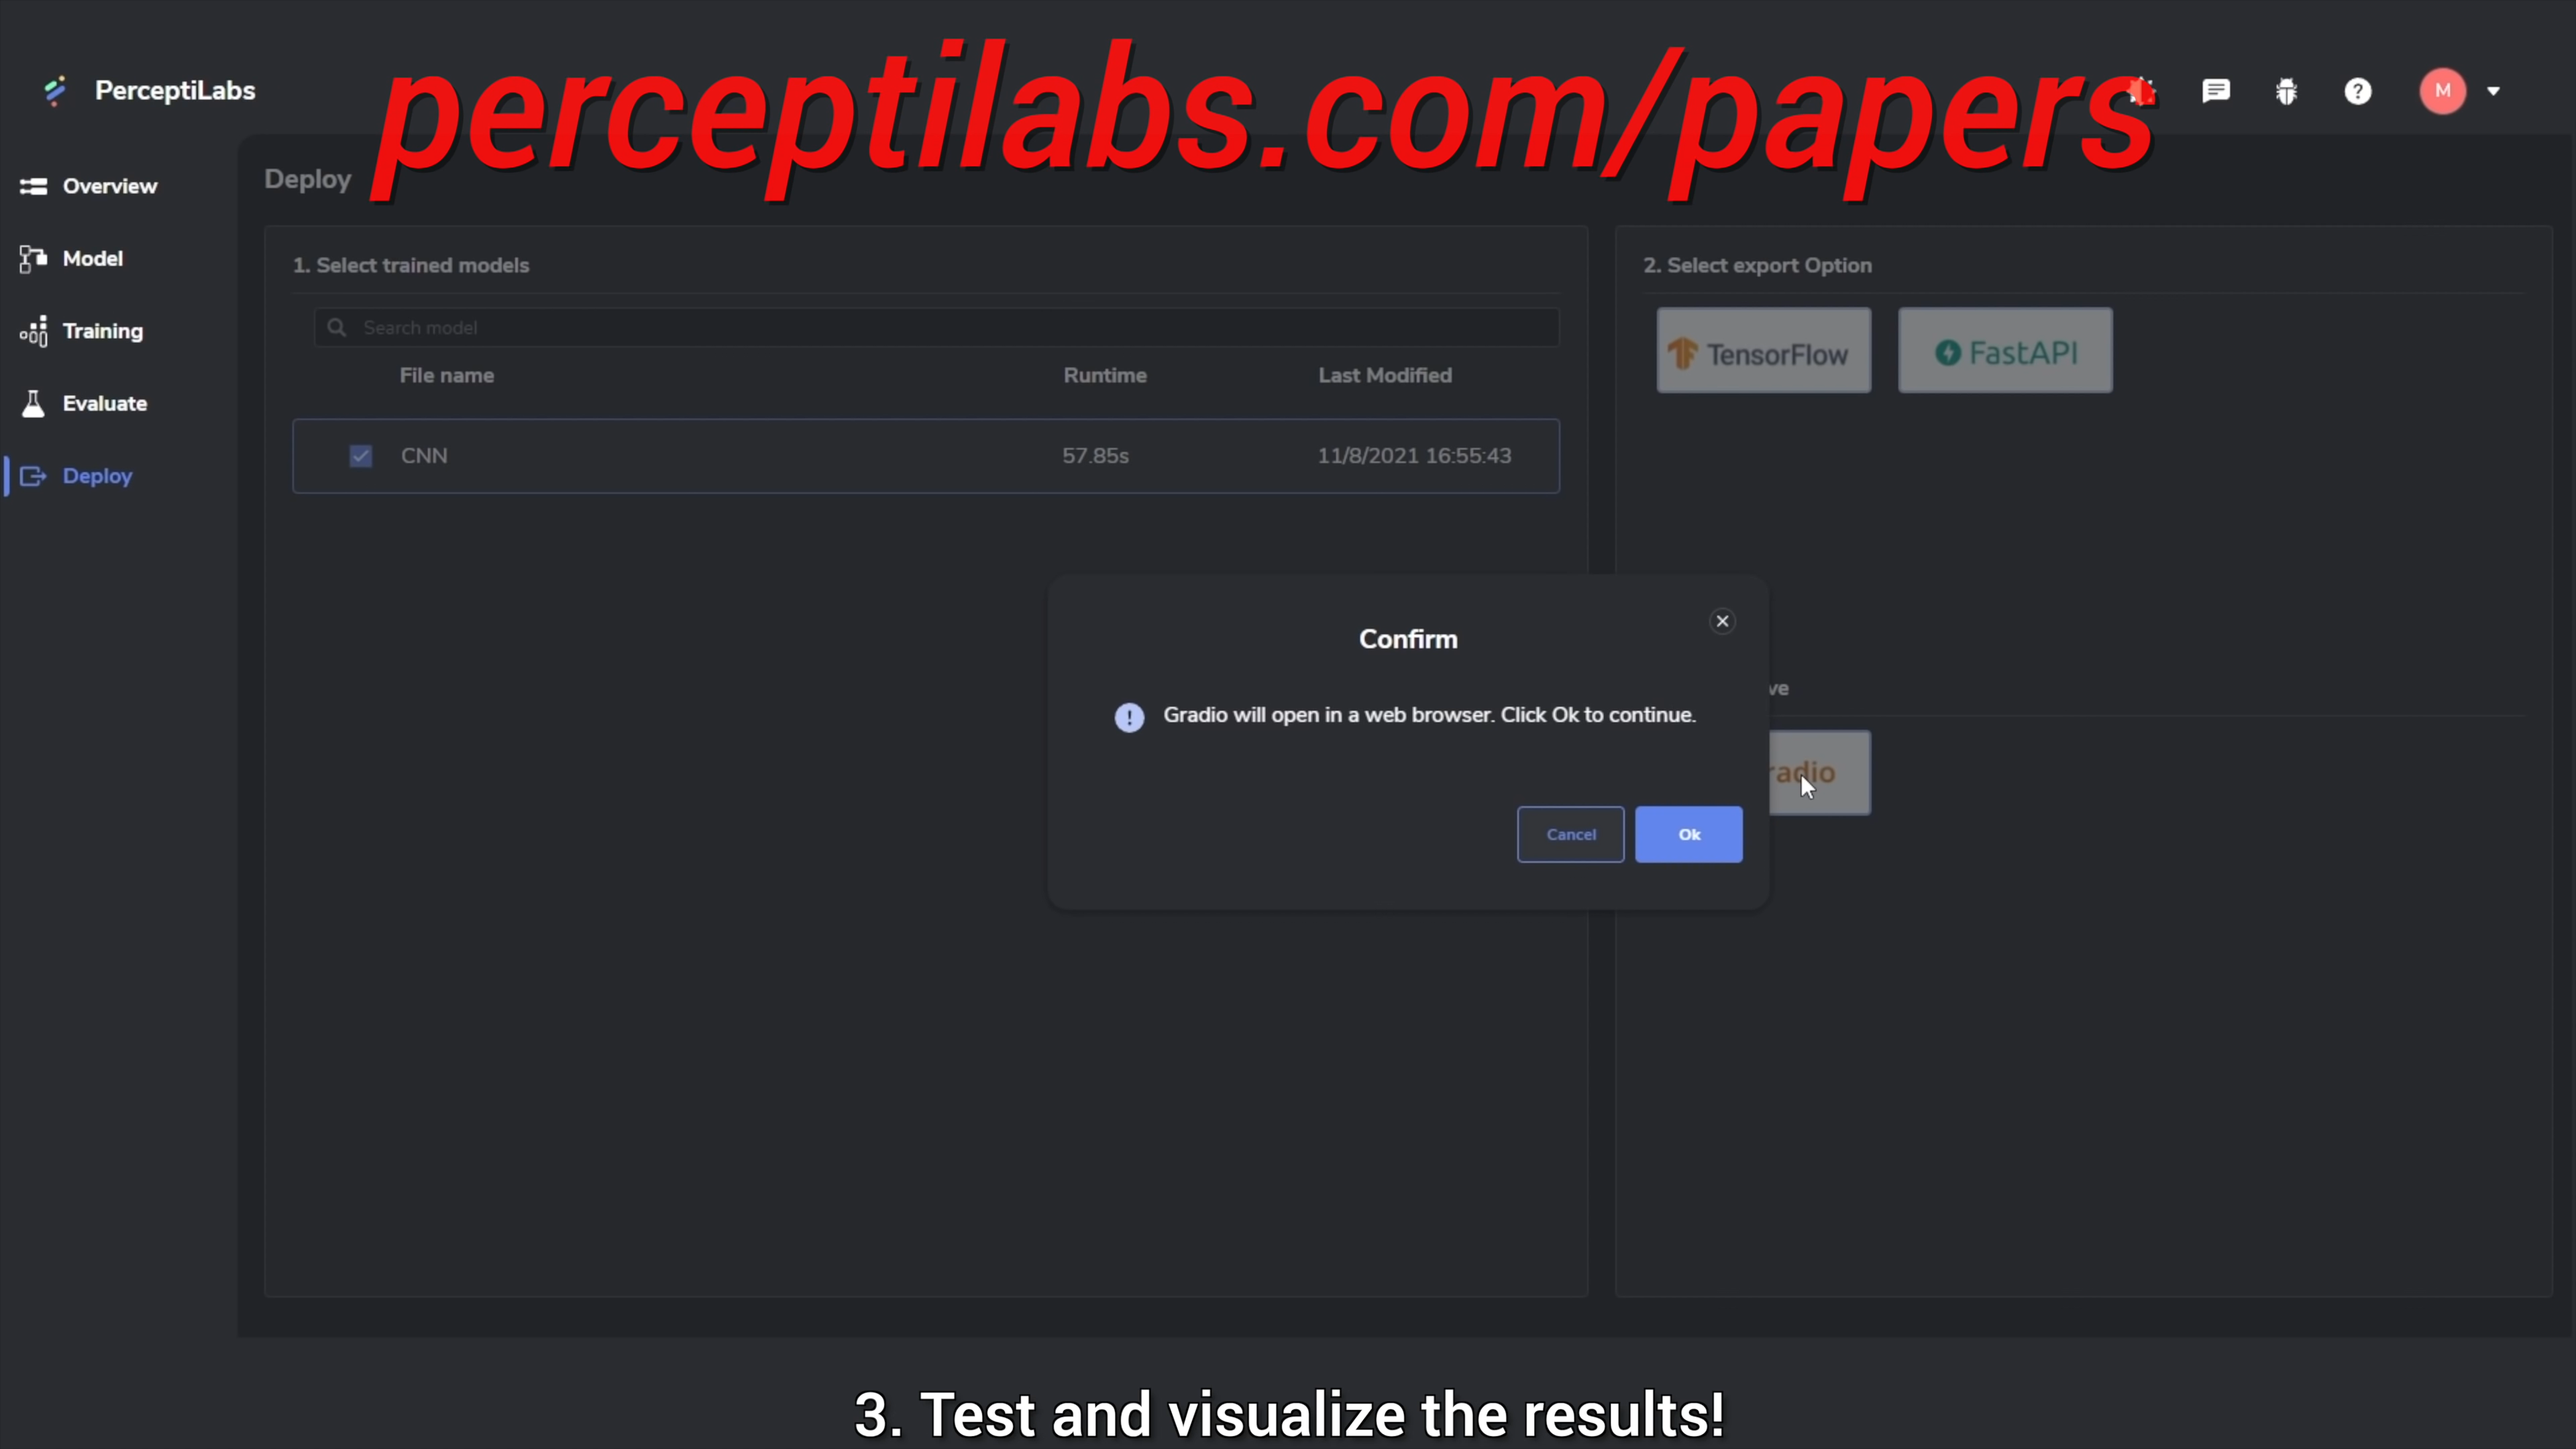 perceptilabs.com/papers
PerceptiLabs
M
Overview
Model
Training
Evaluate
Deploy
Deploy
1. Select trained models
Search model
File name Runtime Last Modified
CNN 57.85s 11/8/2021 16:55:43
2. Select export Option
TensorFlow FastAPI
ve
radio
Confirm
Gradio will open in a web browser. Click Ok to continue.
Cancel Ok
3. Test and visualize the results!